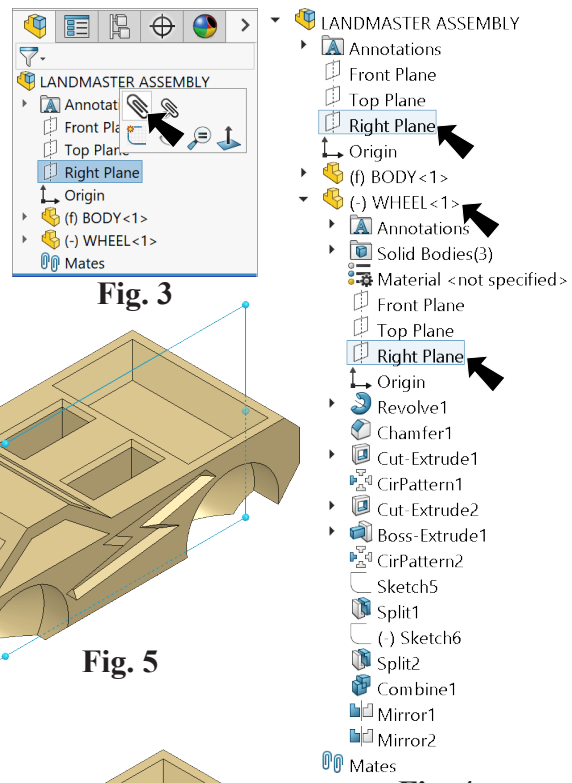 LANDMASTER ASSEMBLY
Front Pla
Top Plane
Right Plane
Origin
(f) BODY<1>
(-) WHEEL<1>
Mates
Fig. 3
Fig. 5
LANDMASTER ASSEMBLY
Annotations
Front Plane
Top Plane
Right Plane
Origin
(f) BODY<1>
(-) WHEEL<1>
Annotations
Solid Bodies(3)
Material <not specified>
Front Plane
Top Plane
Right Plane
Origin
Revolve1
Chamfer1
Cut-Extrude1
CirPattern1
Cut-Extrude2
Boss-Extrude1
CirPattern2
Sketch5
Split1
(-) Sketch6
Split2
Combine1
Mirror1
Mirror2
Mates